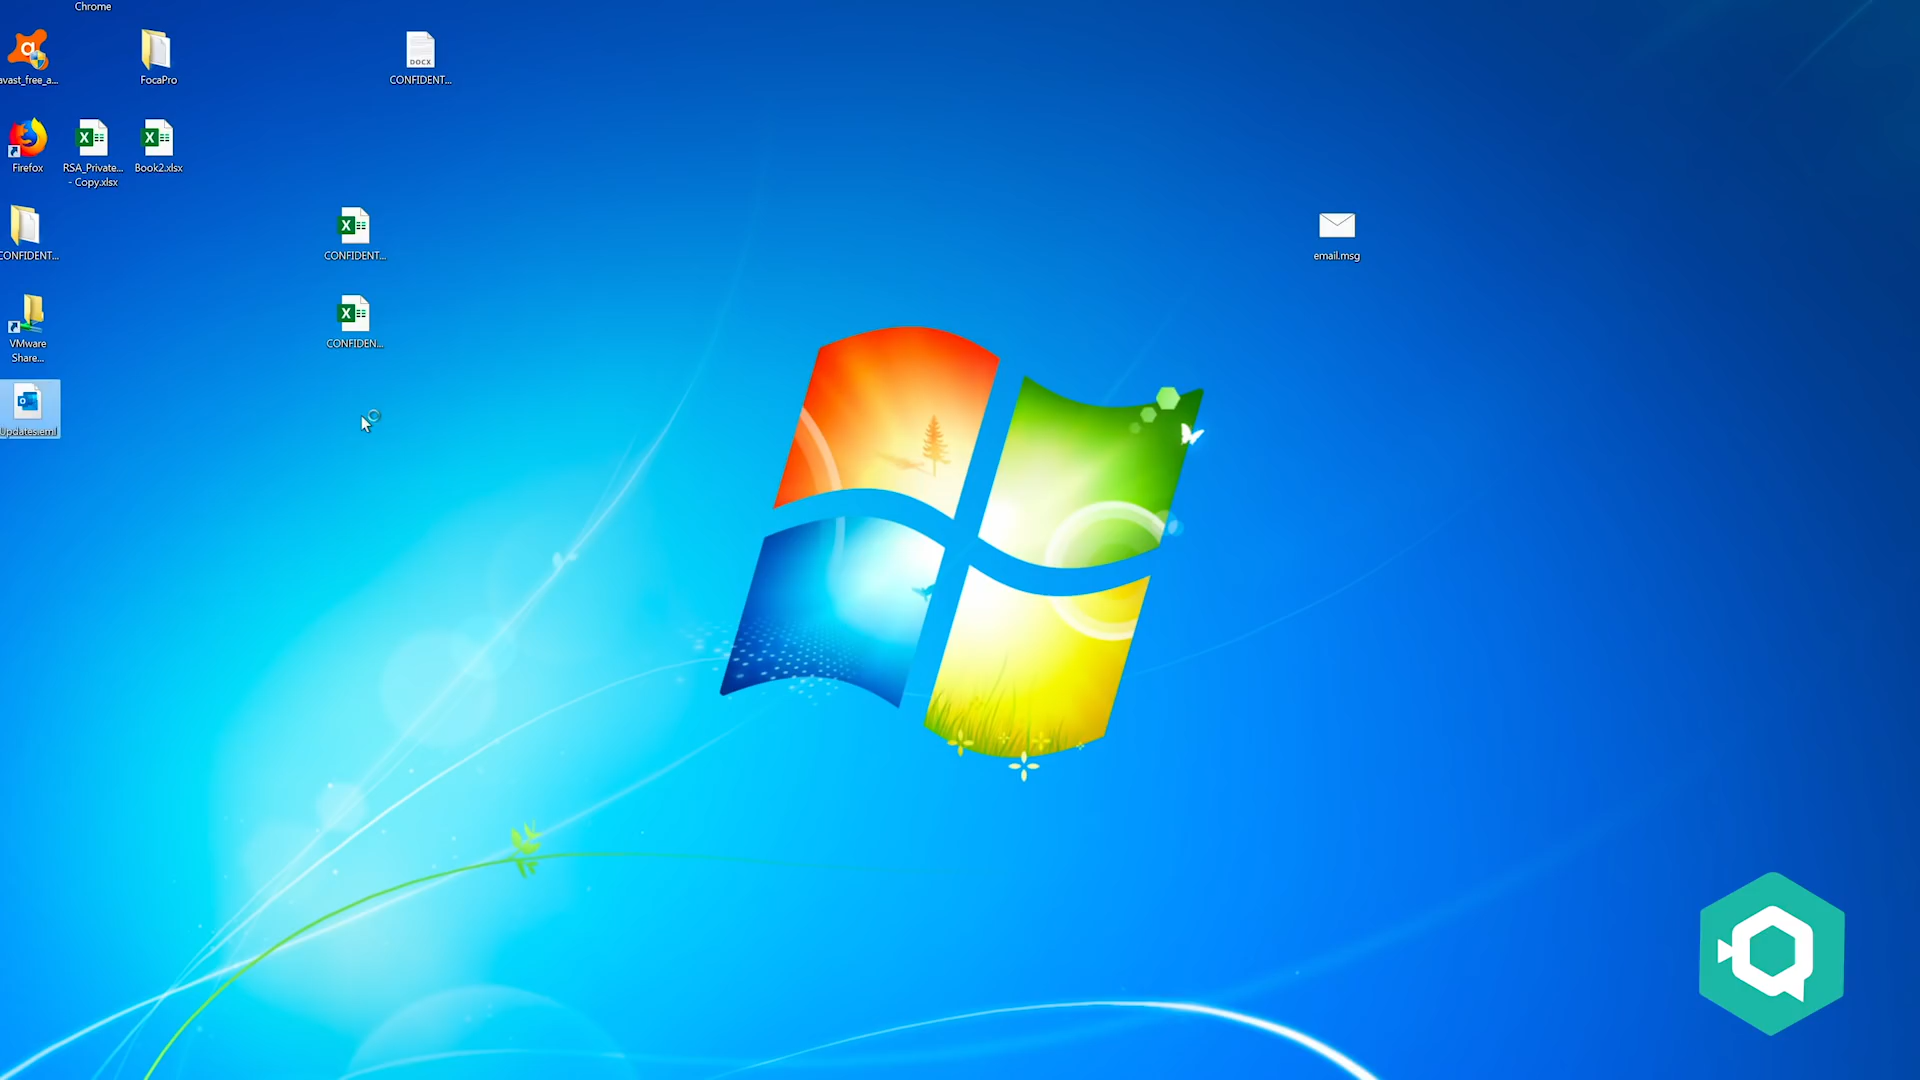 Chrome
avast_free_a...
FocaPro
DOCX
CONFIDENT...
Firefox
RSA_Private...
- Copy.xlsx
Book2.xlsx
CONFIDENT...
CONFIDENT...
email.msg
VMware
Share...
CONFIDEN...
Updates.eml